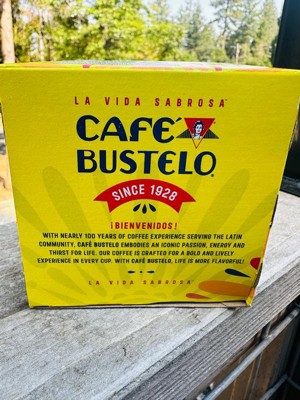 LA VIDA SABROSA
CAFÉ
BUSTELO®
SINCE 1928
¡BIENVENIDOS!
WITH NEARLY 100 YEARS OF COFFEE EXPERIENCE SERVING THE LATIN
COMMUNITY, CAFÉ BUSTELO EMBODIES AN ICONIC PASSION, ENERGY AND
THIRST FOR LIFE. OUR COFFEE IS CRAFTED FOR A BOLD AND LIVELY
EXPERIENCE IN EVERY CUP. WITH CAFÉ BUSTELO, LIFE IS MORE FLAVORFUL!
LA VIDA SABROSA